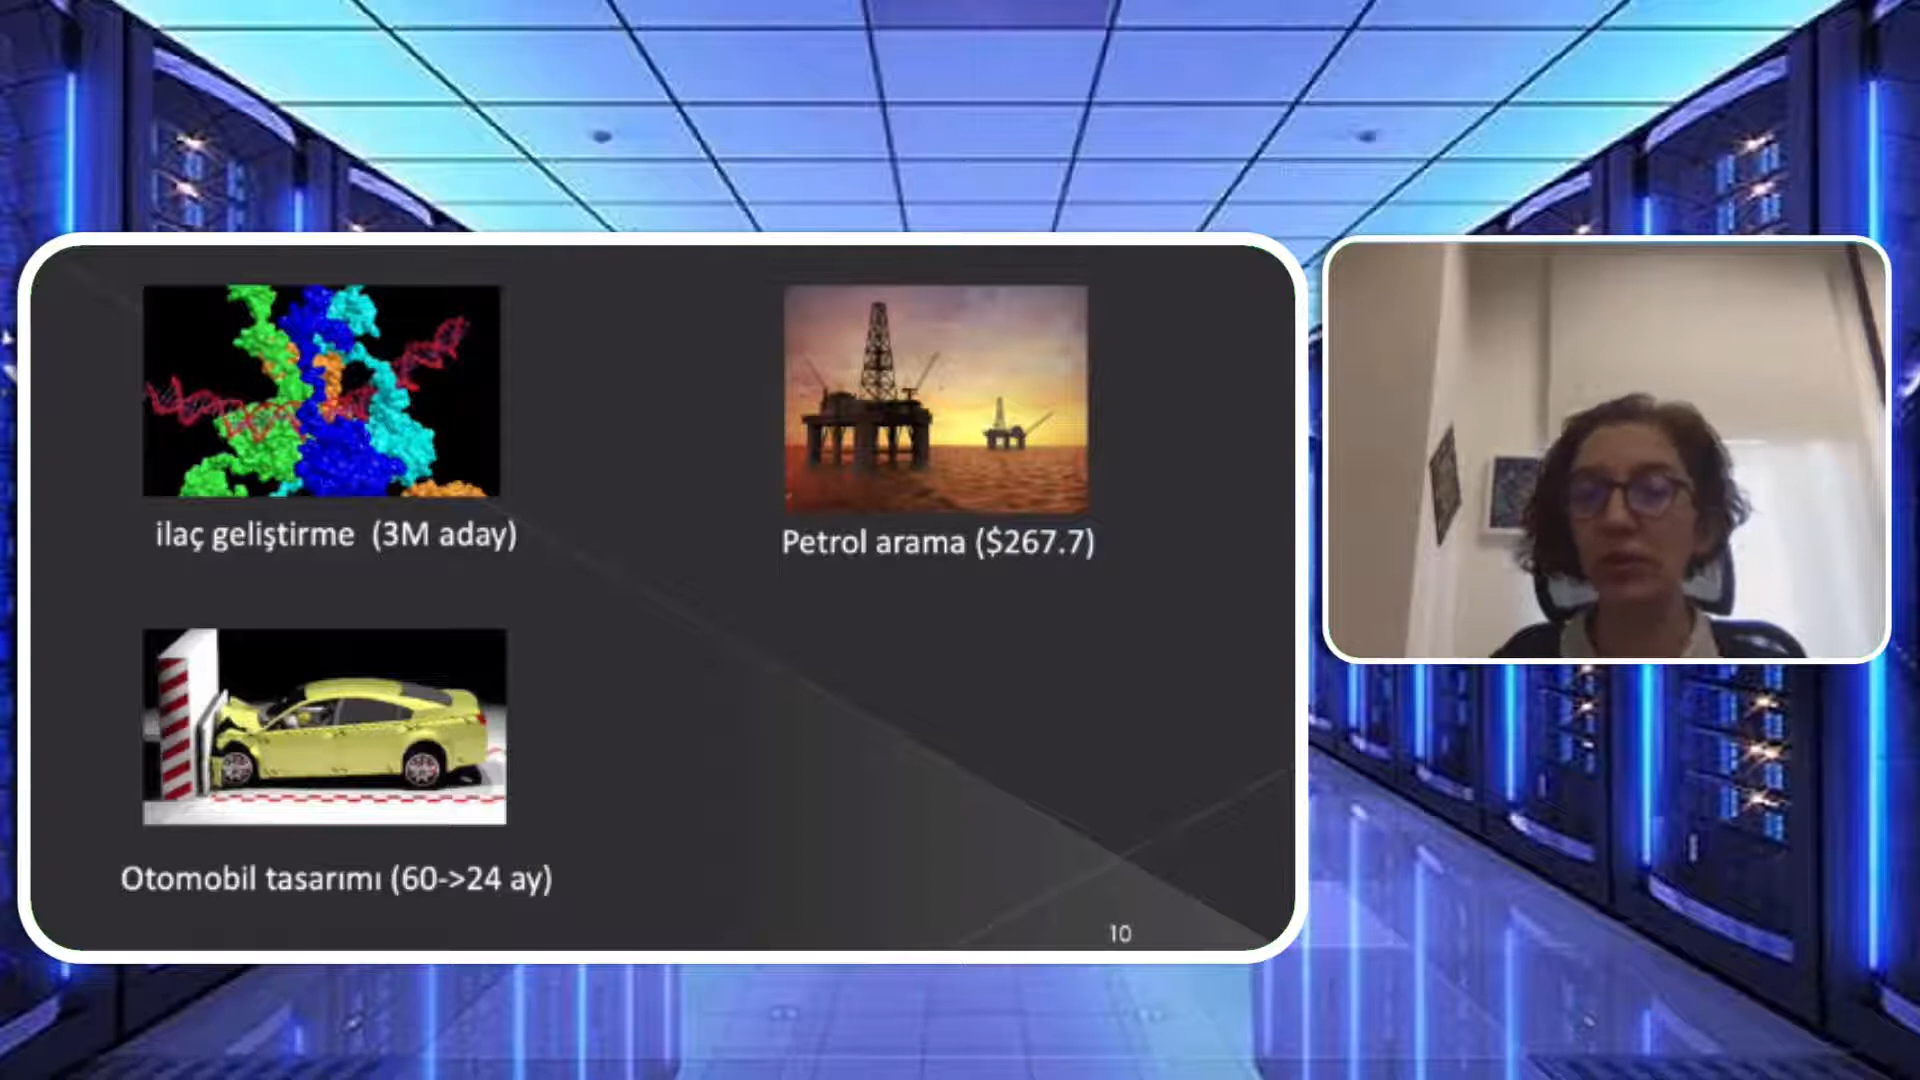 ilaç geliştirme (3M aday)
Petrol arama ($267.7)
Otomobil tasarımı (60->24 ay)
10